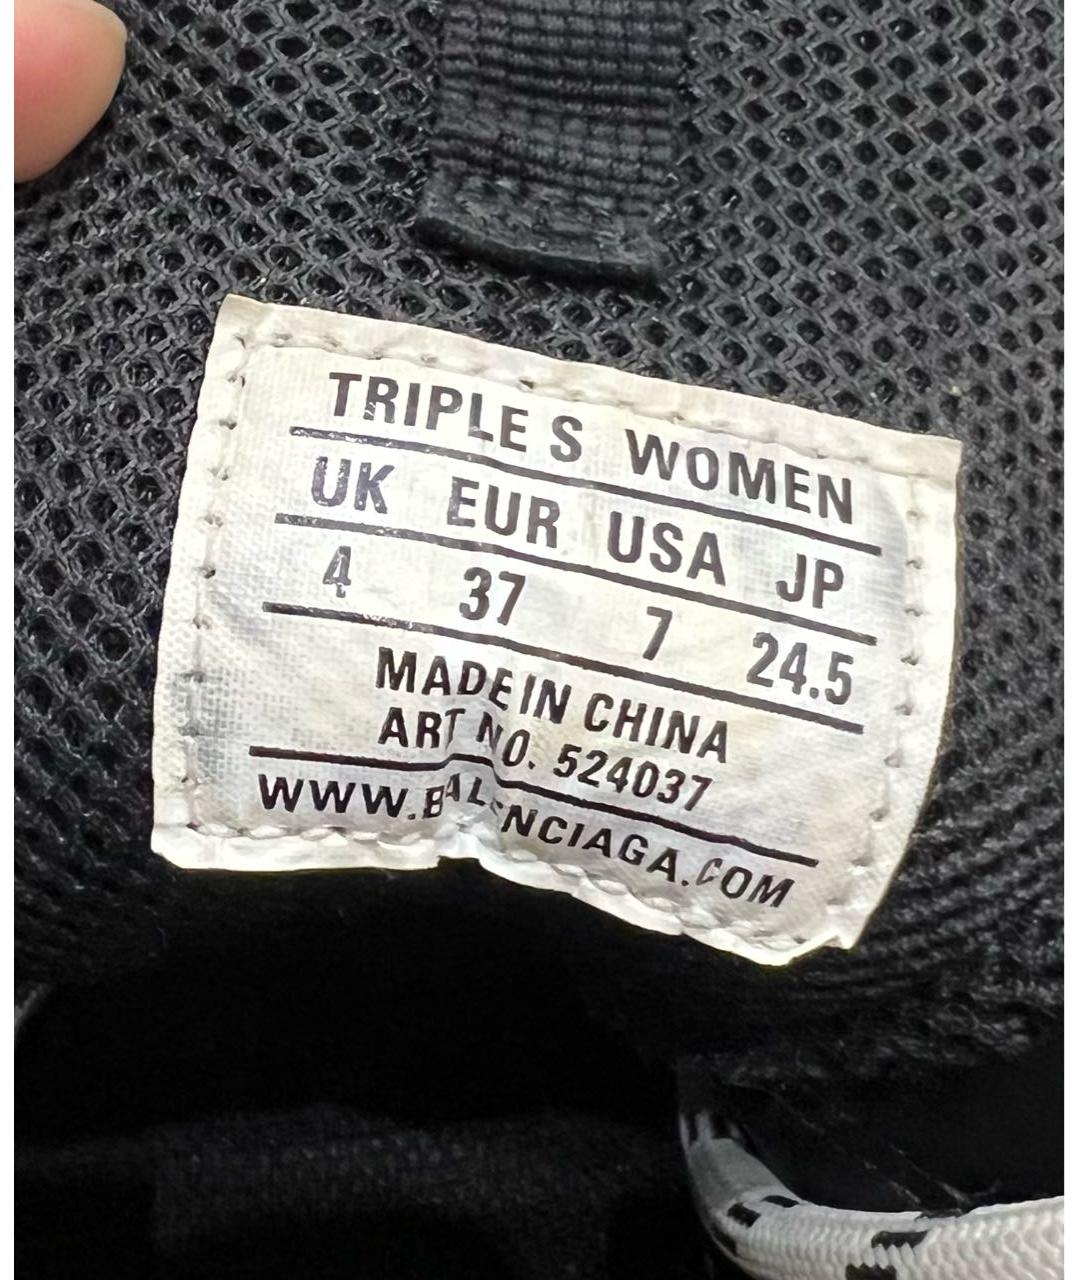 TRIPLE S WOMEN
UK EUR USA JP
4 37 7 24.5
MADE IN CHINA
ART NO. 524037
WWW.BALENCIAGA.COM